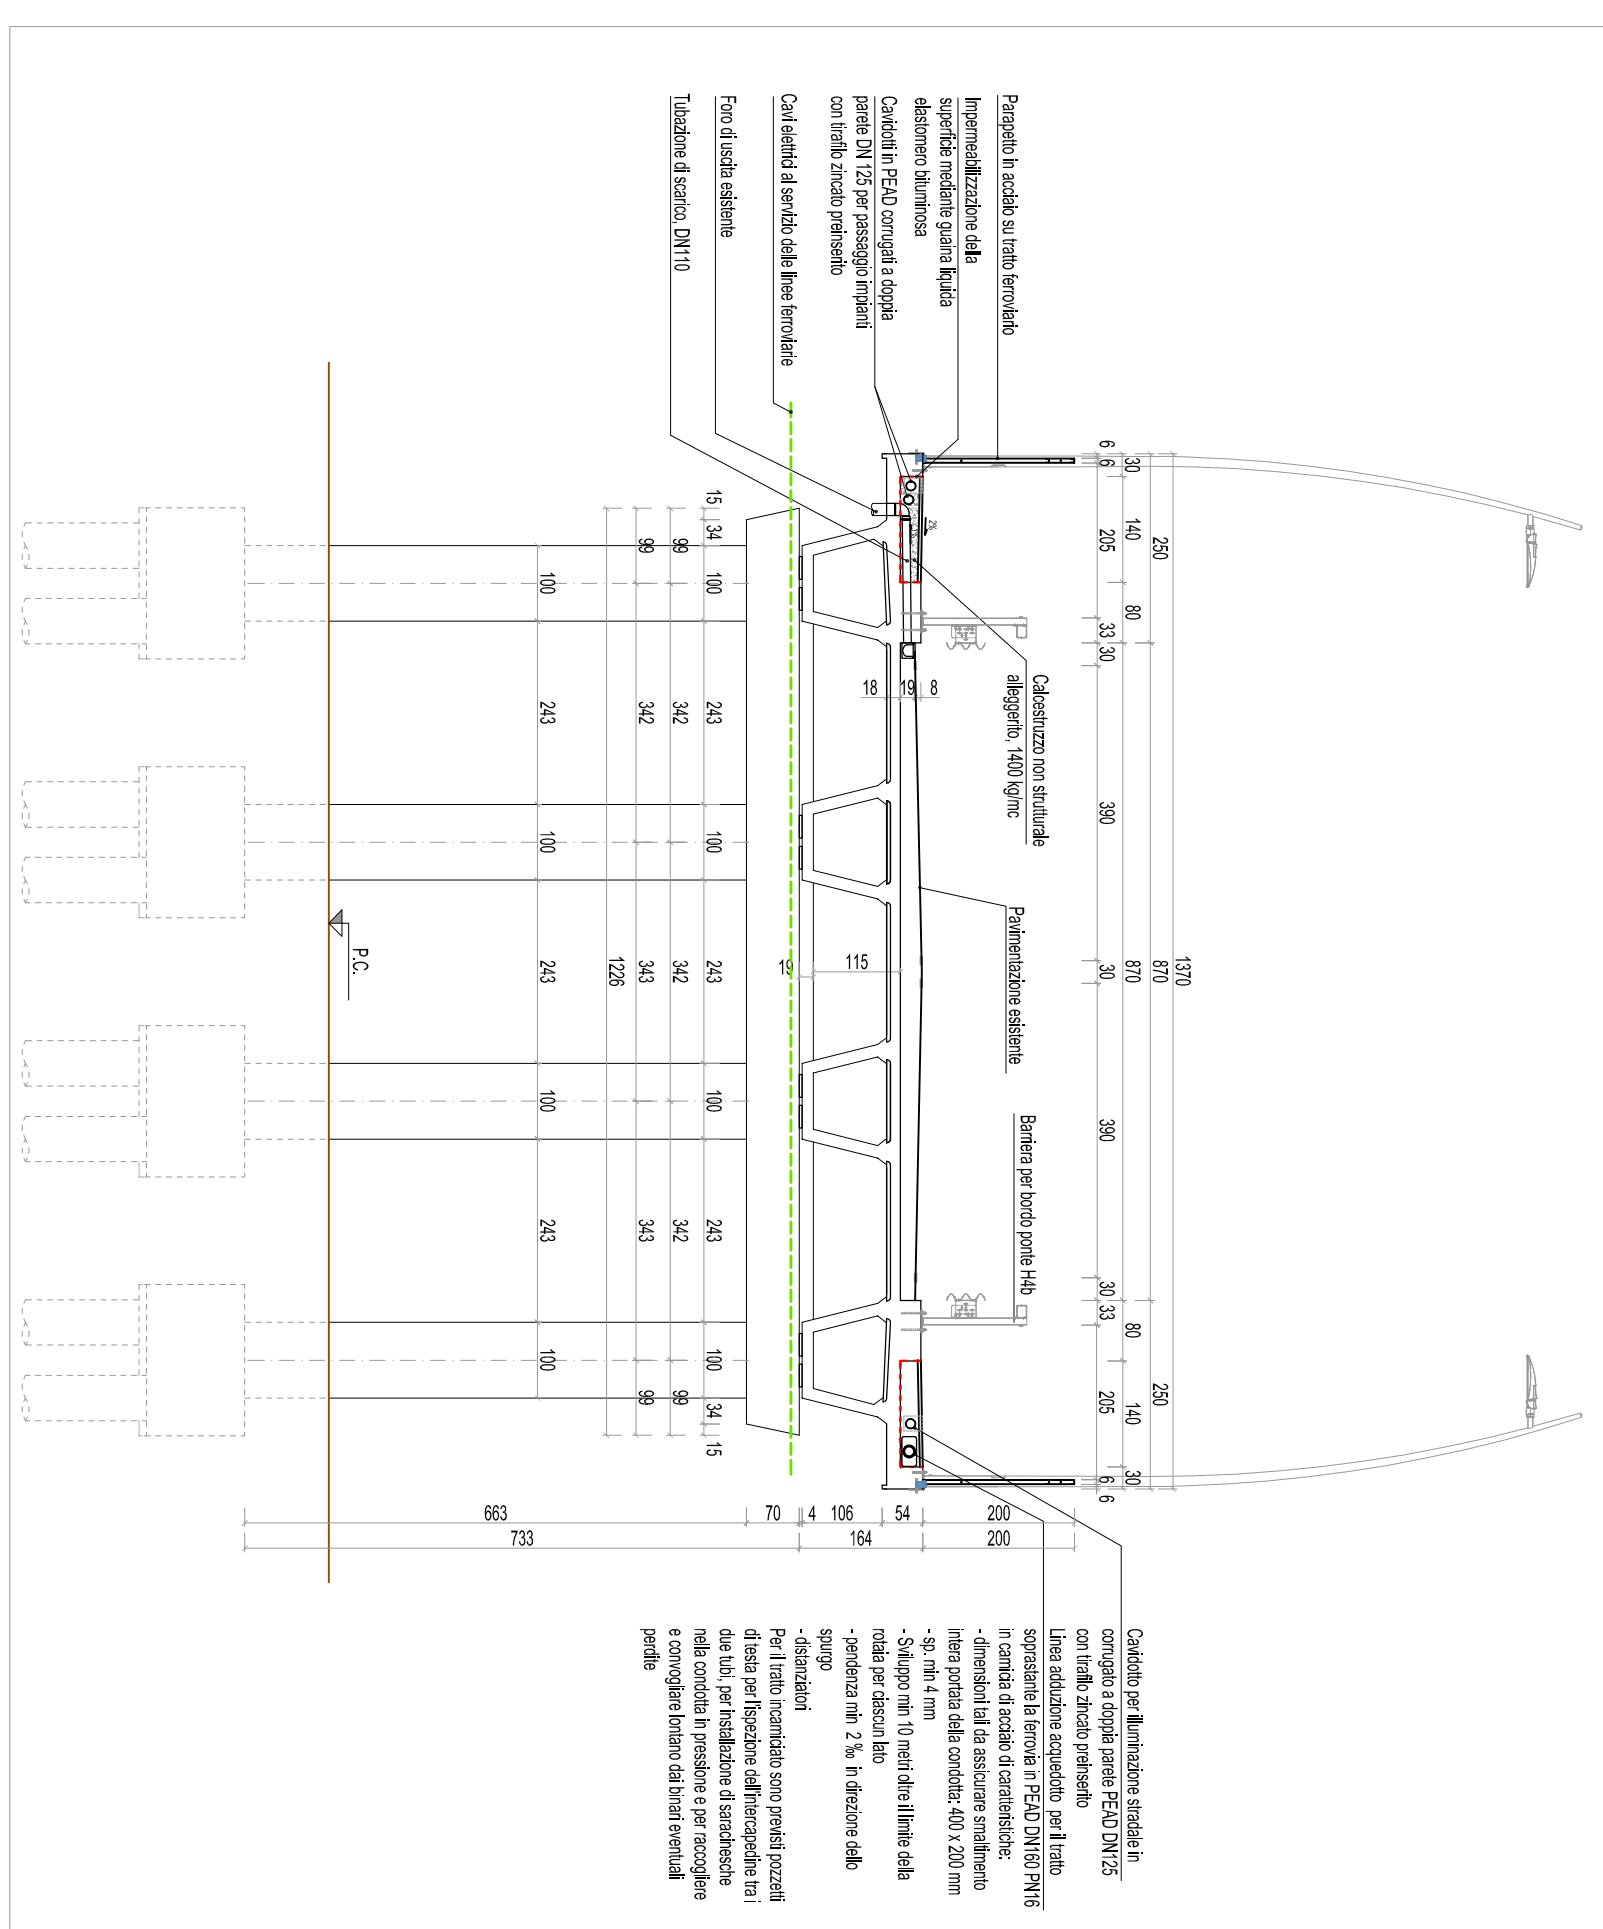 Parapetto in acciaio su tratto ferroviario
Impermeabilizzazione della
superficie mediante guaina liquida
elastomero bituminosa
Cavidotti in PEAD corrugati a doppia
parete DN 125 per passaggio impianti
con tirafilo zincato preinserito
Cavi elettrici al servizio delle linee ferroviarie
Foro di uscita esistente
Tubazione di scarico, DN110
Calcestruzzo non strutturale
alleggerito, 1400 kg/mc
Pavimentazione esistente
Barriera per bordo ponte H4b
Cavidotto per illuminazione stradale in
corrugato a doppia parete PEAD DN125
con tirafilo zincato preinserito
Linea adduzione acquedotto per il tratto
soprastante la ferrovia in PEAD DN160 PN16
in camicia di acciaio di caratteristiche:
- dimensioni tali da assicurare smaltimento
intera portata della condotta: 400 x 200 mm
- sp. min 4 mm
- Sviluppo min 10 metri oltre il limite della
rotaia per ciascun lato
- pendenza min 2 ‰ in direzione dello
spurgo
- distanziatori
Per il tratto incamiciato sono previsti pozzetti
di testa per l'ispezione dell'intercapedine tra i
due tubi, per installazione di saracinesche
nella condotta in pressione e per raccogliere
e convogliare lontano dai binari eventuali
perdite
1370
250 870 250
30 140 80 870 80 140 30
6 6 205 33 30 390 30 390 30 33 205 6 6
2%
18 19 8
115
19
15 34 100 243 100 243 100 243 100 34 15
99 342 342 342 99
99 342 343 343 99
1226
100 243 100 243 100 243 100
P.C.
663 70 4 106 54 200
733 164 200